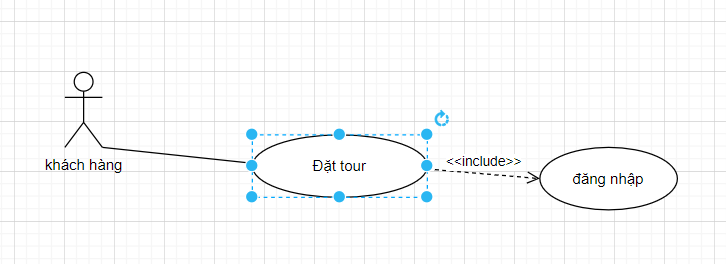 khách hàng
Đặt tour
<<include>>
đăng nhập